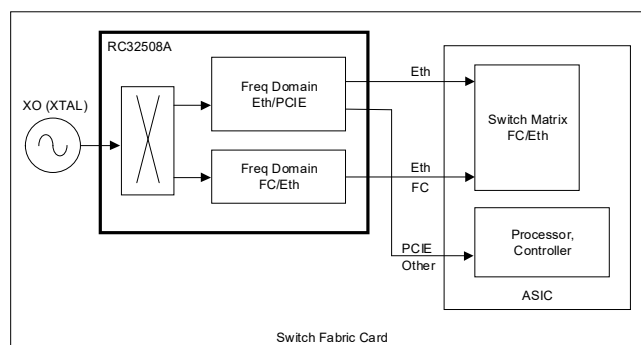 RC32508A
XO (XTAL)
Freq Domain
Eth/PCIE
Freq Domain
FC/Eth
Eth
Eth
FC
PCIE
Other
Switch Matrix
FC/Eth
Processor,
Controller
ASIC
Switch Fabric Card